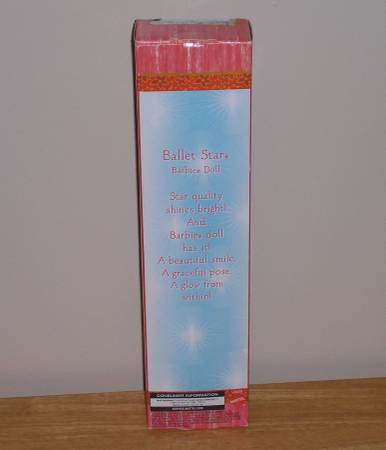 Ballet Star®
Barbie® Doll
Star quality
shines bright!
And
Barbie® doll
has it!
A beautiful smile.
A graceful pose.
A glow from
within!
CONSUMER INFORMATION